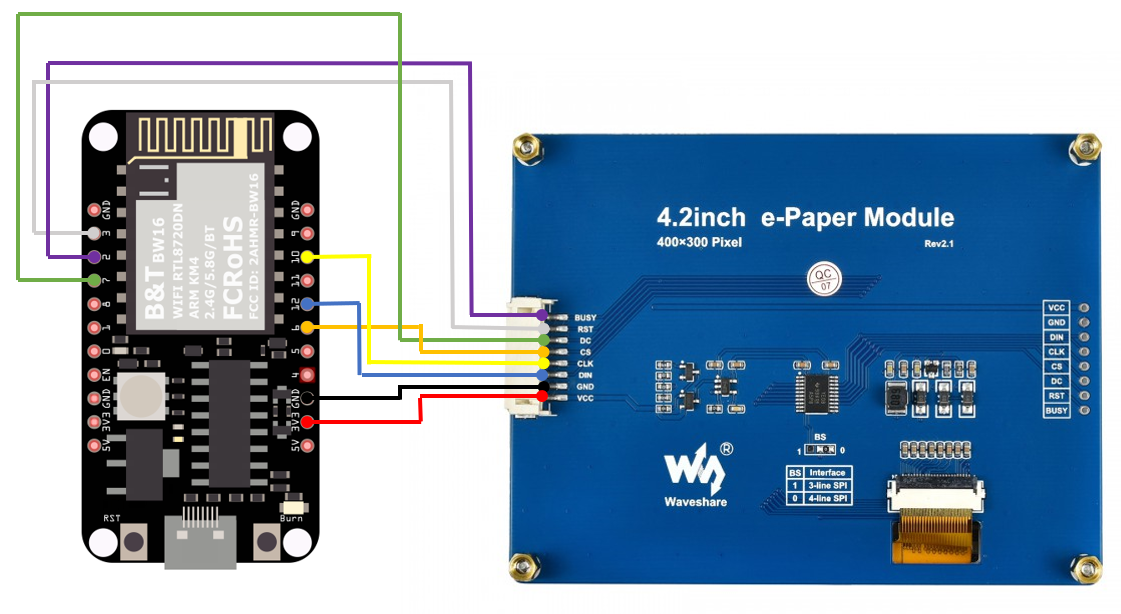 B&T BW16
WIFI RTL8720DN
ARM KM4
2.4G/5.8G/BT
FCRoHS
FCC ID: 2AHMR-BW16
GND
3
2
7
8
1
0
EN
GND
3V3
5V
GND
9
10
11
12
6
5
4
GND
3V3
5V
RST
Burn
4.2inch e-Paper Module
400×300 Pixel
Rev2.1
QC
07
BUSY
RST
DC
CS
CLK
DIN
GND
VCC
VCC
GND
DIN
CLK
CS
DC
RST
BUSY
BS
1 0
BS Interface
1 3-line SPI
0 4-line SPI
®
Waveshare